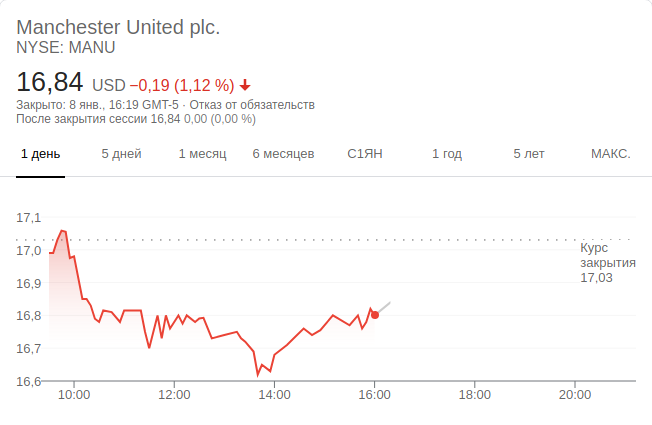 Manchester United plc.
NYSE: MANU
16,84 USD −0,19 (1,12 %)
Закрыто: 8 янв., 16:19 GMT-5 · Отказ от обязательств
После закрытия сессии 16,84 0,00 (0,00 %)
1 день 5 дней 1 месяц 6 месяцев С1ЯН 1 год 5 лет МАКС.
17,1
17,0
16,9
16,8
16,7
16,6
Курс
закрытия
17,03
10:00 12:00 14:00 16:00 18:00 20:00